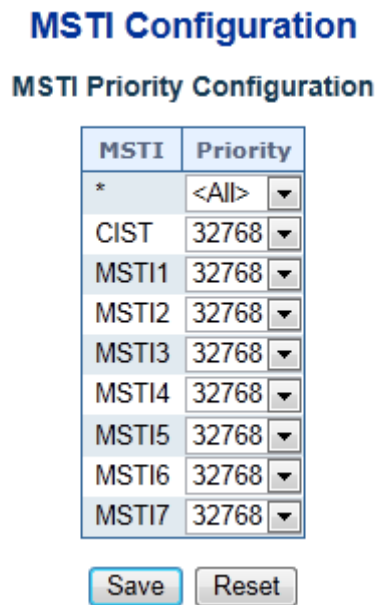 MSTI Configuration
MSTI Priority Configuration
MSTI Priority
* <All>
CIST 32768
MSTI1 32768
MSTI2 32768
MSTI3 32768
MSTI4 32768
MSTI5 32768
MSTI6 32768
MSTI7 32768
Save Reset